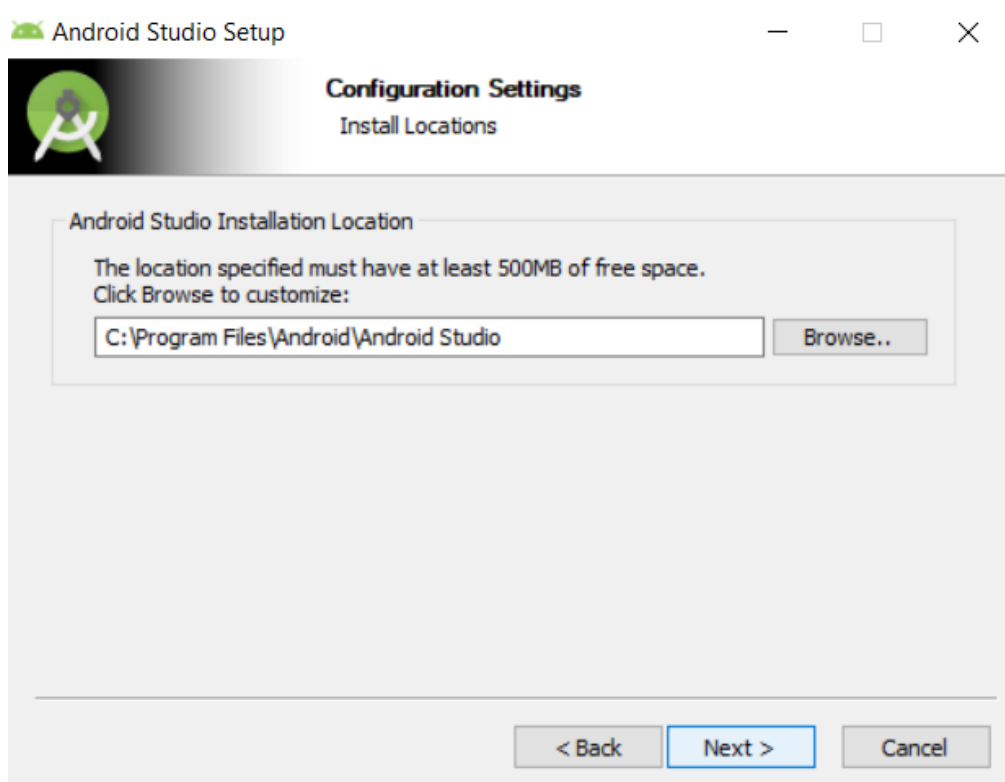 Android Studio Setup
Configuration Settings
Install Locations
Android Studio Installation Location
The location specified must have at least 500MB of free space.
Click Browse to customize:
C:\Program Files\Android\Android Studio
Browse..
< Back
Next >
Cancel